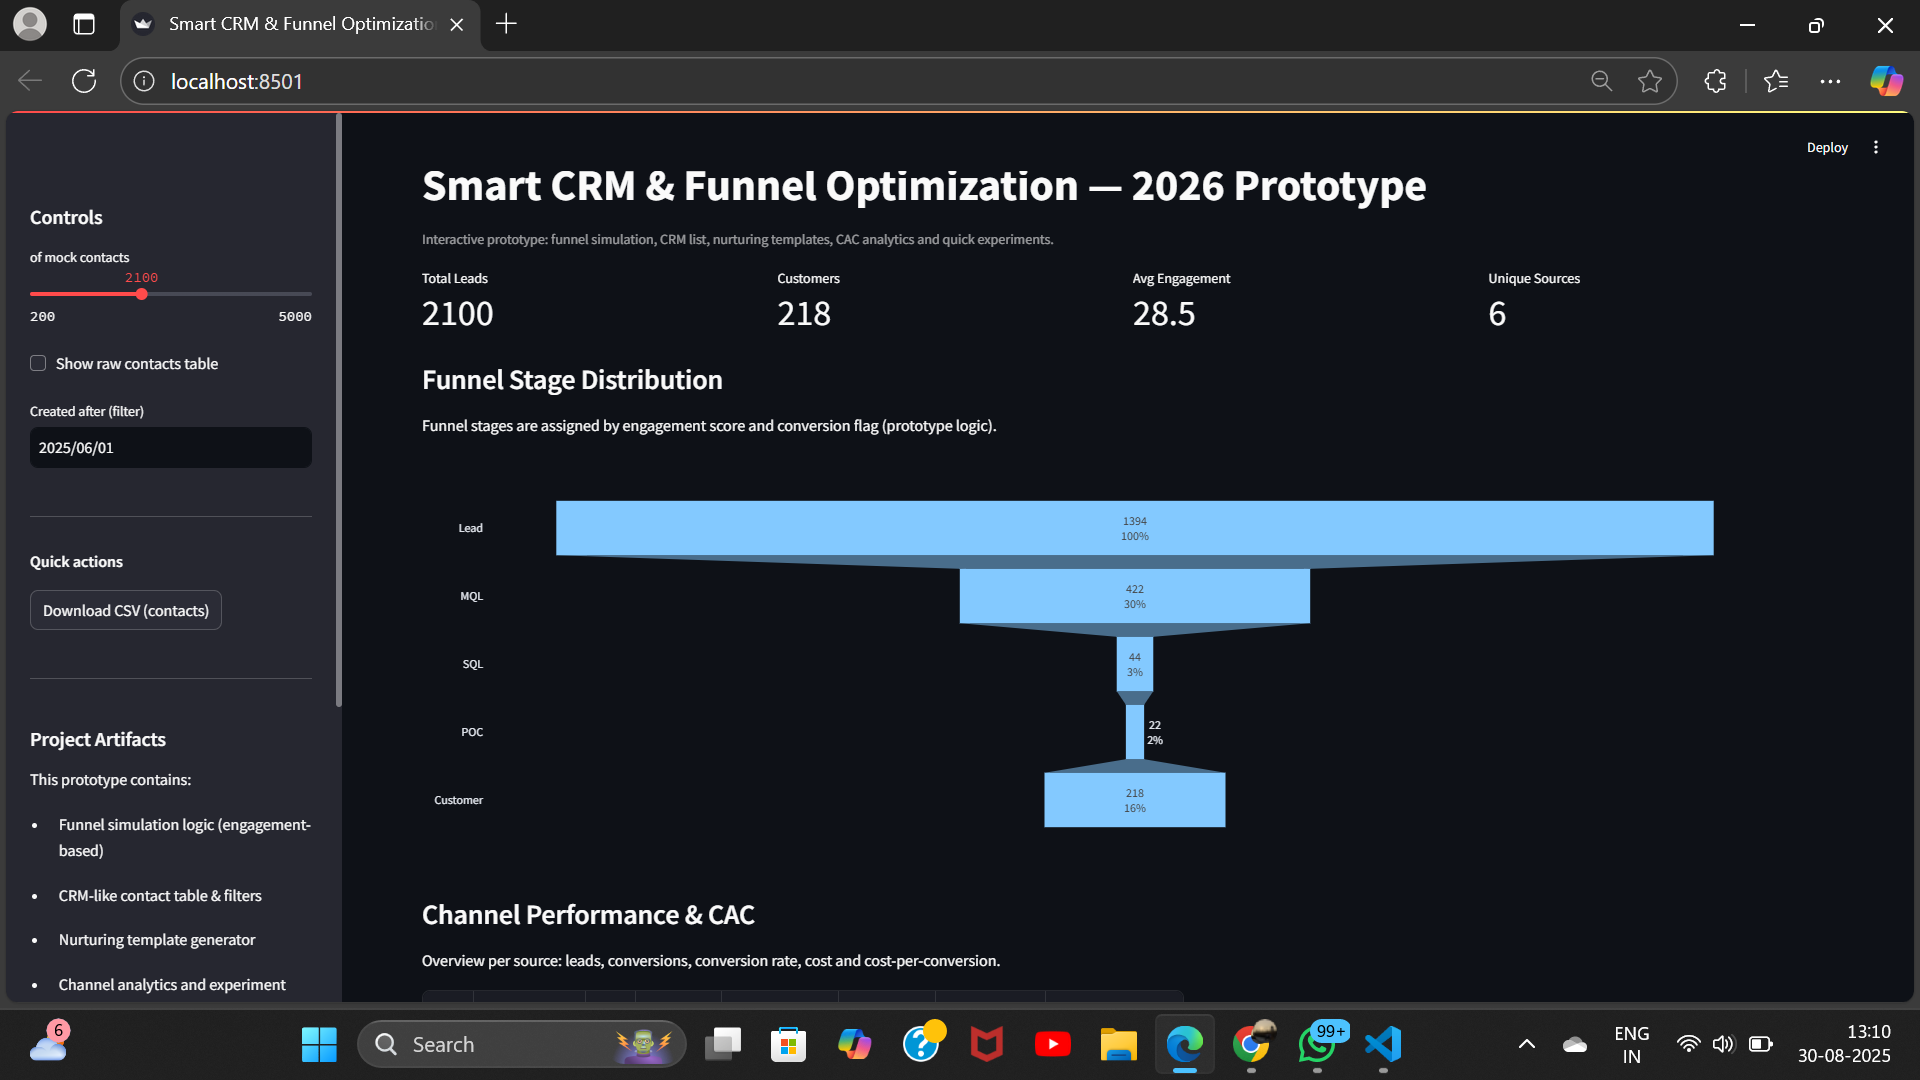 Smart CRM & Funnel Optimizatio
localhost:8501
Deploy
Controls
of mock contacts
2100
200
5000
Show raw contacts table
Created after (filter)
2025/06/01
Quick actions
Download CSV (contacts)
Project Artifacts
This prototype contains:
• Funnel simulation logic (engagement-
based)
• CRM-like contact table & filters
• Nurturing template generator
• Channel analytics and experiment
Smart CRM & Funnel Optimization — 2026 Prototype
Interactive prototype: funnel simulation, CRM list, nurturing templates, CAC analytics and quick experiments.
Total Leads
2100
Customers
218
Avg Engagement
28.5
Unique Sources
6
Funnel Stage Distribution
Funnel stages are assigned by engagement score and conversion flag (prototype logic).
Lead
1394
100%
MQL
422
30%
SQL
44
3%
POC
22
2%
Customer
218
16%
Channel Performance & CAC
Overview per source: leads, conversions, conversion rate, cost and cost-per-conversion.
6
Search
99+
ENG
IN
13:10
30-08-2025